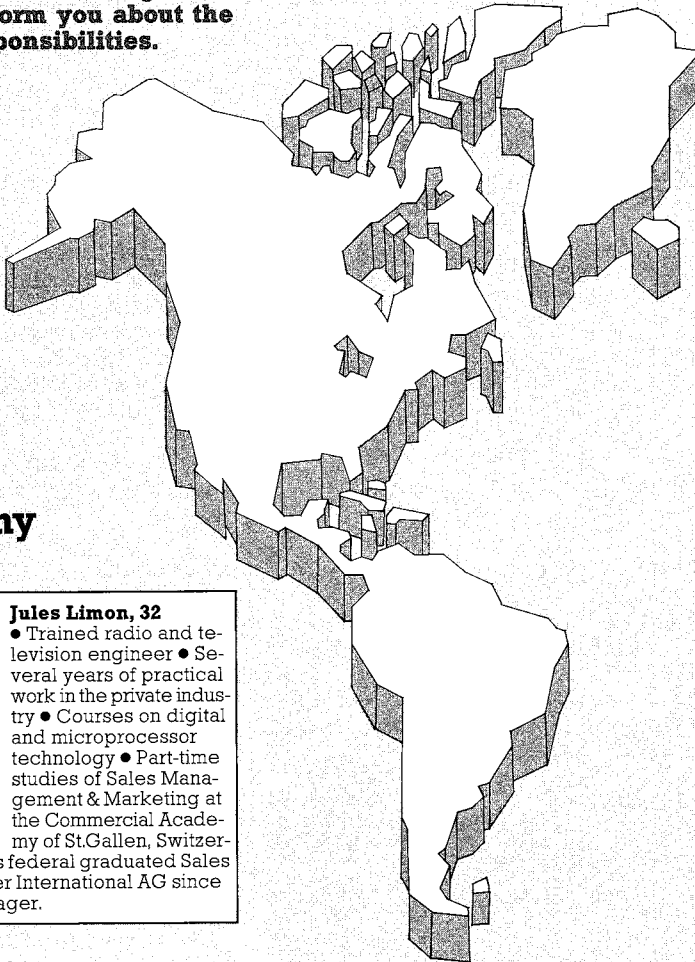 orm you about the
ponsibilities.
ny
Jules Limon, 32
● Trained radio and te-
levision engineer ● Se-
veral years of practical
work in the private indus-
try ● Courses on digital
and microprocessor
technology ● Part-time
studies of Sales Mana-
gement & Marketing at
the Commercial Acade-
my of St.Gallen, Switzer-
s federal graduated Sales
er International AG since
ager.